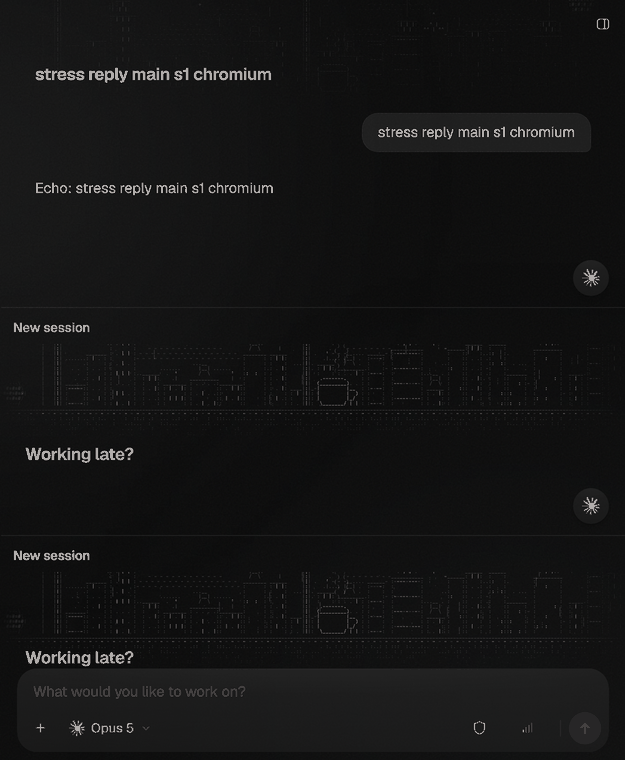 stress reply main s1 chromium
stress reply main s1 chromium
Echo: stress reply main s1 chromium
New session
Working late?
New session
Working late?
What would you like to work on?
Opus 5